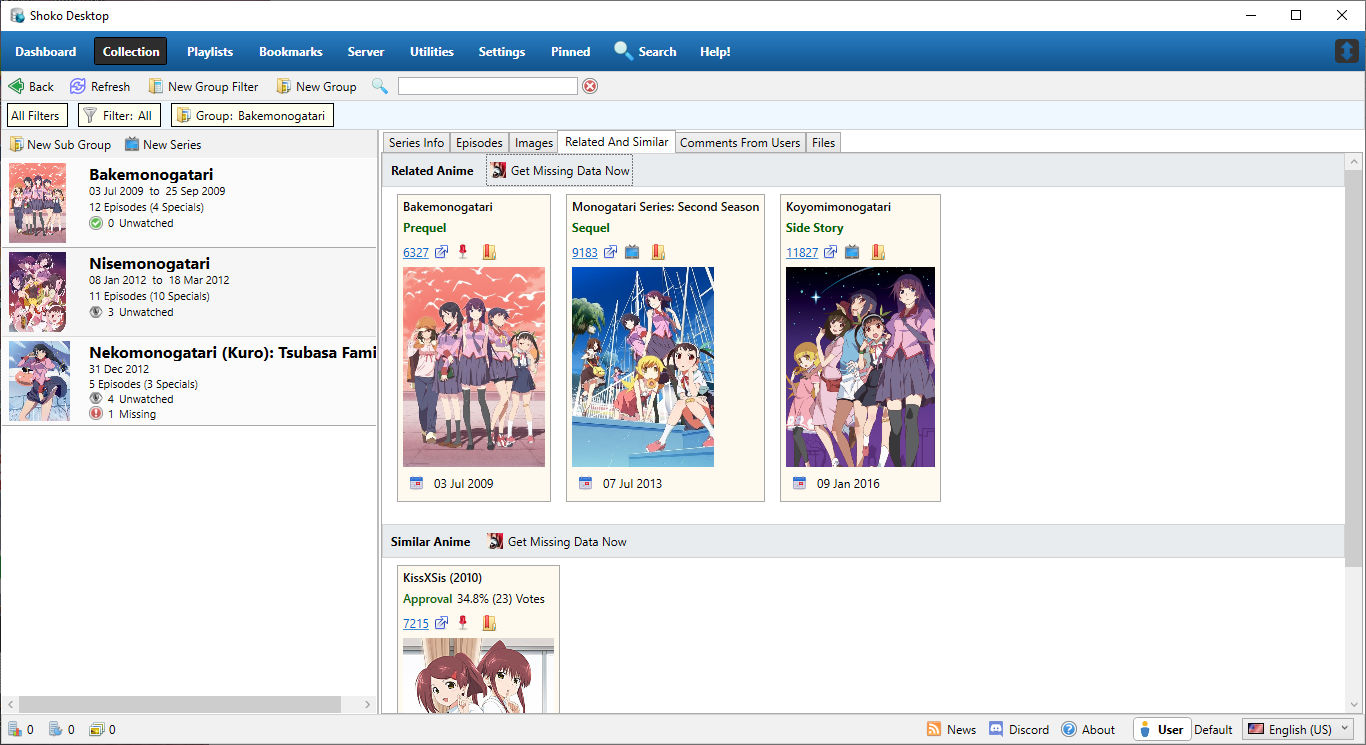 Shoko Desktop
Dashboard Collection Playlists Bookmarks Server Utilities Settings Pinned Search Help!
Back Refresh New Group Filter New Group
All Filters Filter: All Group: Bakemonogatari
New Sub Group New Series
Bakemonogatari
03 Jul 2009 to 25 Sep 2009
12 Episodes (4 Specials)
0 Unwatched
Nisemonogatari
08 Jan 2012 to 18 Mar 2012
11 Episodes (10 Specials)
3 Unwatched
Nekomonogatari (Kuro): Tsubasa Fami
31 Dec 2012
5 Episodes (3 Specials)
4 Unwatched
1 Missing
Series Info Episodes Images Related And Similar Comments From Users Files
Related Anime Get Missing Data Now
Bakemonogatari
Prequel
6327
03 Jul 2009
Monogatari Series: Second Season
Sequel
9183
07 Jul 2013
Koyomimonogatari
Side Story
11827
09 Jan 2016
Similar Anime Get Missing Data Now
KissXSis (2010)
Approval 34.8% (23) Votes
7215
0 0 0
News Discord About User Default English (US)